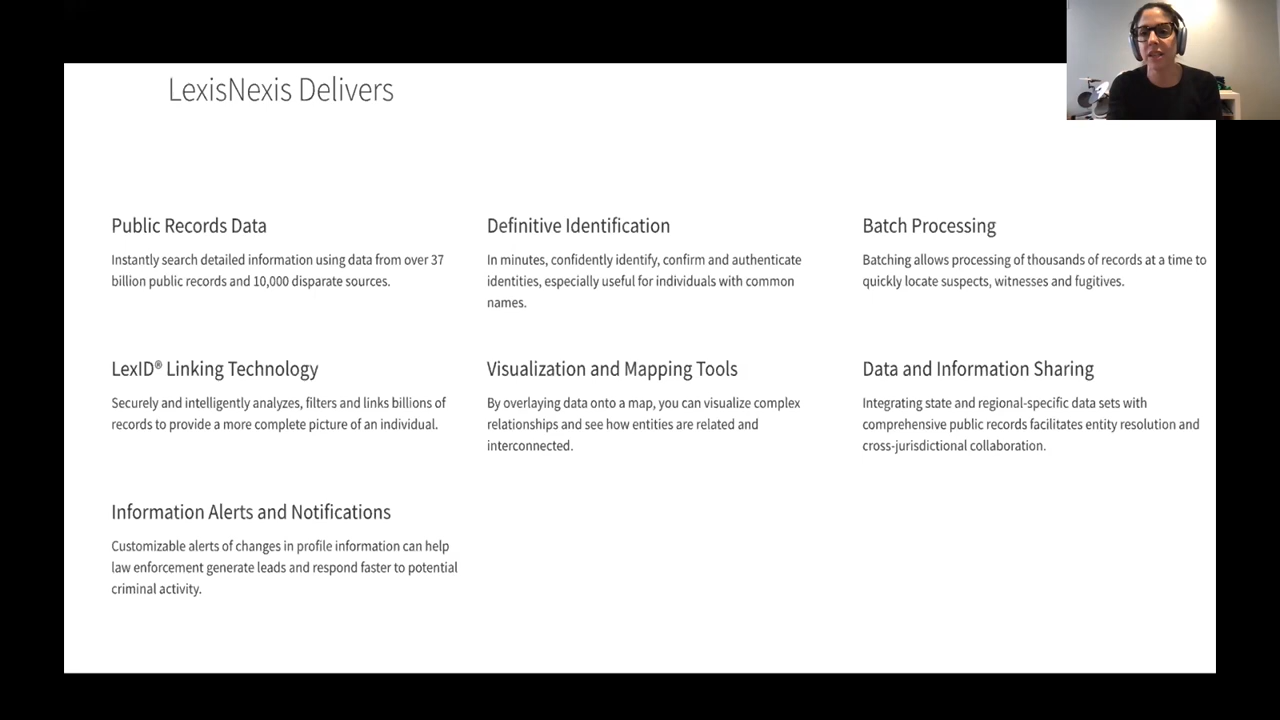 LexisNexis Delivers
Public Records Data
Instantly search detailed information using data from over 37
billion public records and 10,000 disparate sources.
Definitive Identification
In minutes, confidently identify, confirm and authenticate
identities, especially useful for individuals with common
names.
Batch Processing
Batching allows processing of thousands of records at a time to
quickly locate suspects, witnesses and fugitives.
LexID® Linking Technology
Securely and intelligently analyzes, filters and links billions of
records to provide a more complete picture of an individual.
Visualization and Mapping Tools
By overlaying data onto a map, you can visualize complex
relationships and see how entities are related and
interconnected.
Data and Information Sharing
Integrating state and regional-specific data sets with
comprehensive public records facilitates entity resolution and
cross-jurisdictional collaboration.
Information Alerts and Notifications
Customizable alerts of changes in profile information can help
law enforcement generate leads and respond faster to potential
criminal activity.